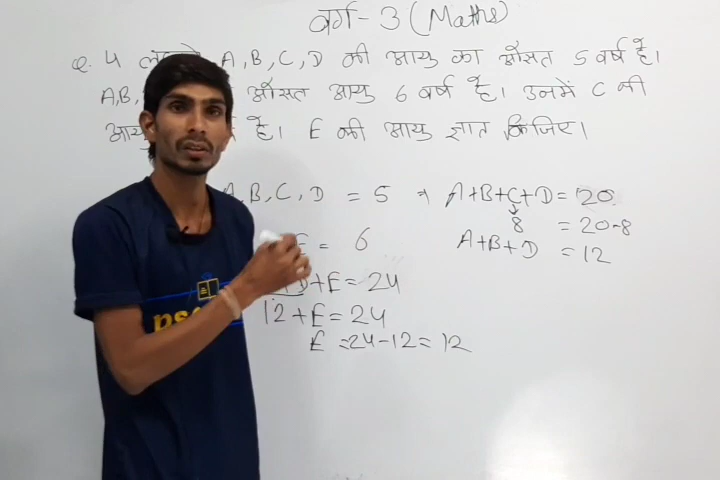 वर्ग-3 (Maths)
Q. 4 A, B, C, D की आयु का औसत 5 वर्ष है।
A,B, औसत आयु 6 वर्ष है। उनमें C की
है। E की आयु ज्ञात किजिए।
A, B, C, D = 5 A+B+C+D = 20
8 = 20-8
E = 6 A+B+D = 12
+E = 24
12 + E = 24
E = 24-12 = 12